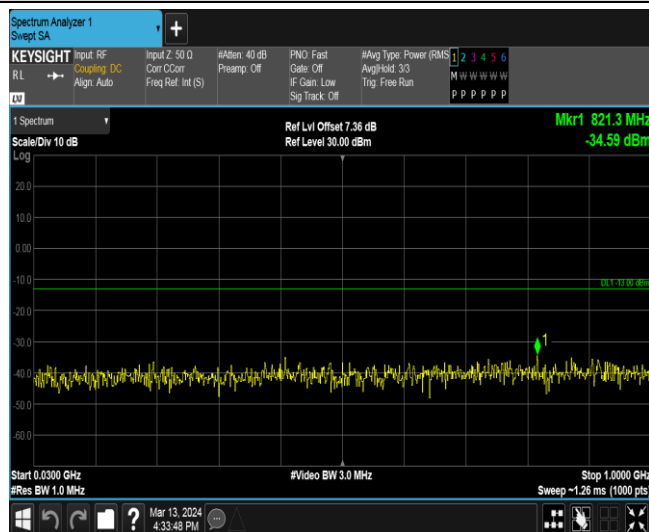 Spectrum Analyzer 1
Swept SA
+
KEYSIGHT Input: RF Input Z: 50 Ω #Atten: 40 dB PNO: Fast #Avg Type: Power (RMS 1 2 3 4 5 6
RL Coupling: DC Corr CCorr Preamp: Off Gate: Off Avg|Hold: 3/3 M W W W W W
Align: Auto Freq Ref: Int (S) IF Gain: Low Trig: Free Run
Sig Track: Off P P P P P P
LXI
1 Spectrum Ref Lvl Offset 7.36 dB Mkr1 821.3 MHz
Scale/Div 10 dB Ref Level 30.00 dBm -34.59 dBm
Log
20.0
10.0
0.00
-10.0 DL1 -13.00 dBm
-20.0
-30.0 1
-40.0
-50.0
-60.0
Start 0.0300 GHz #Video BW 3.0 MHz Stop 1.0000 GHz
#Res BW 1.0 MHz Sweep ~1.26 ms (1000 pts)
? Mar 13, 2024
4:33:48 PM